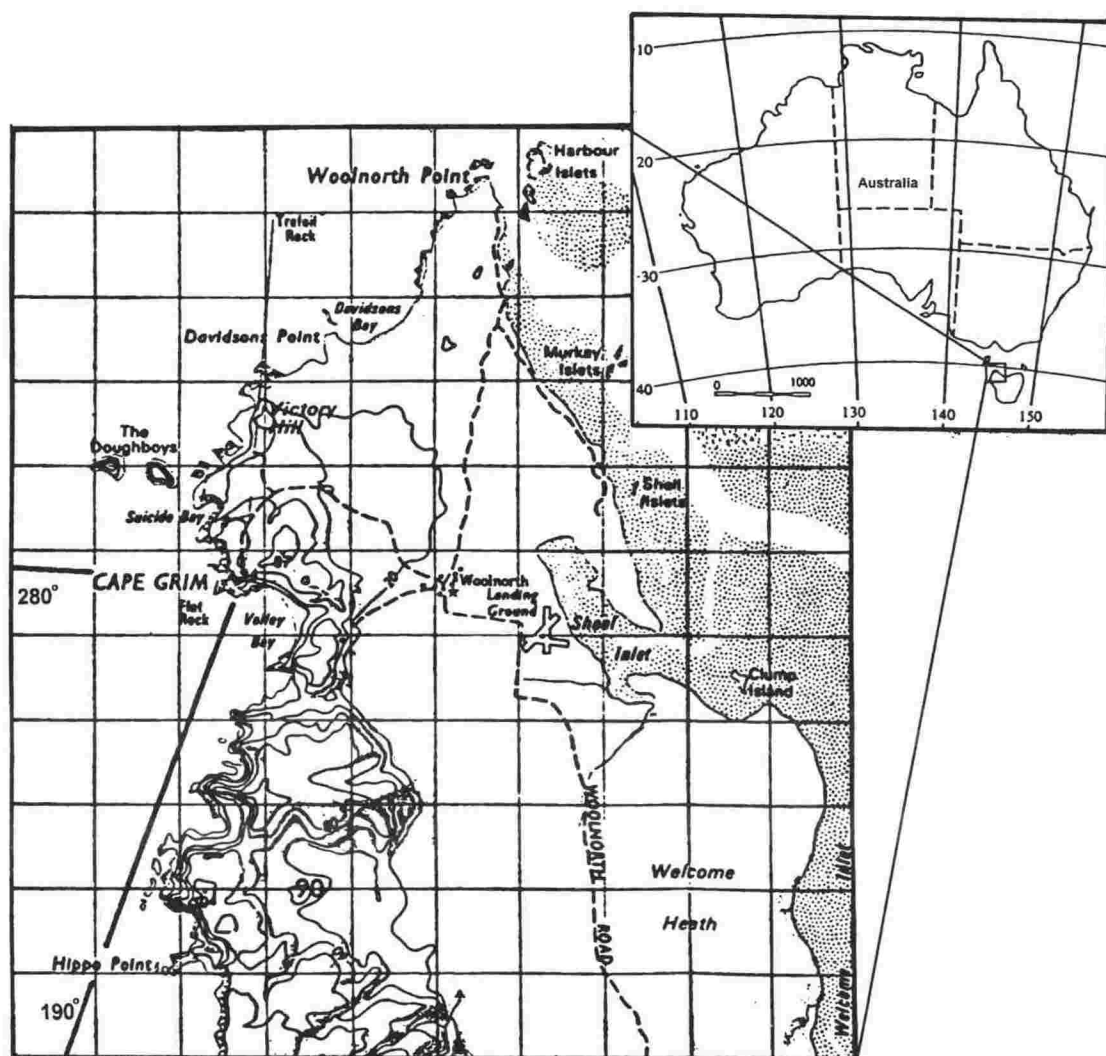 10
20
30
40
Australia
0 1000
110 120 130 140 150
Harbour
Islets
Woolnorth Point
Trefoil
Rock
Davidsons
Bay
Davidsons Point
Murkay
Islets
Victory
Hill
The
Doughboys
Shell
Islets
Suicide Bay
280°
CAPE GRIM
Woolnorth
Landing
Ground
Flat
Rock
Valley
Bay
Shoal
Inlet
Clump
Island
WOOLNORTH
ROAD
Welcome
Heath
Welcome Inlet
90
Hippo Point
190°